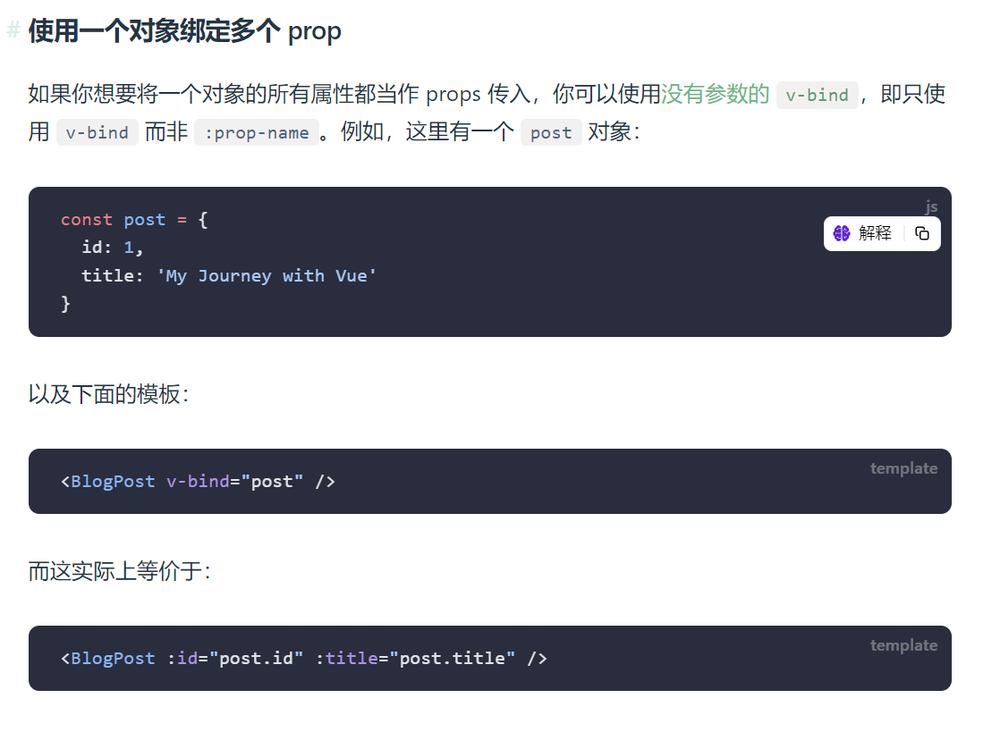 # 使用一个对象绑定多个 prop
如果你想要将一个对象的所有属性都当作 props 传入，你可以使用没有参数的 v-bind，即只使
用 v-bind 而非 :prop-name。例如，这里有一个 post 对象：
js
const post = {
解释
  id: 1,
  title: 'My Journey with Vue'
}
以及下面的模板：
template
<BlogPost v-bind="post" />
而这实际上等价于：
template
<BlogPost :id="post.id" :title="post.title" />